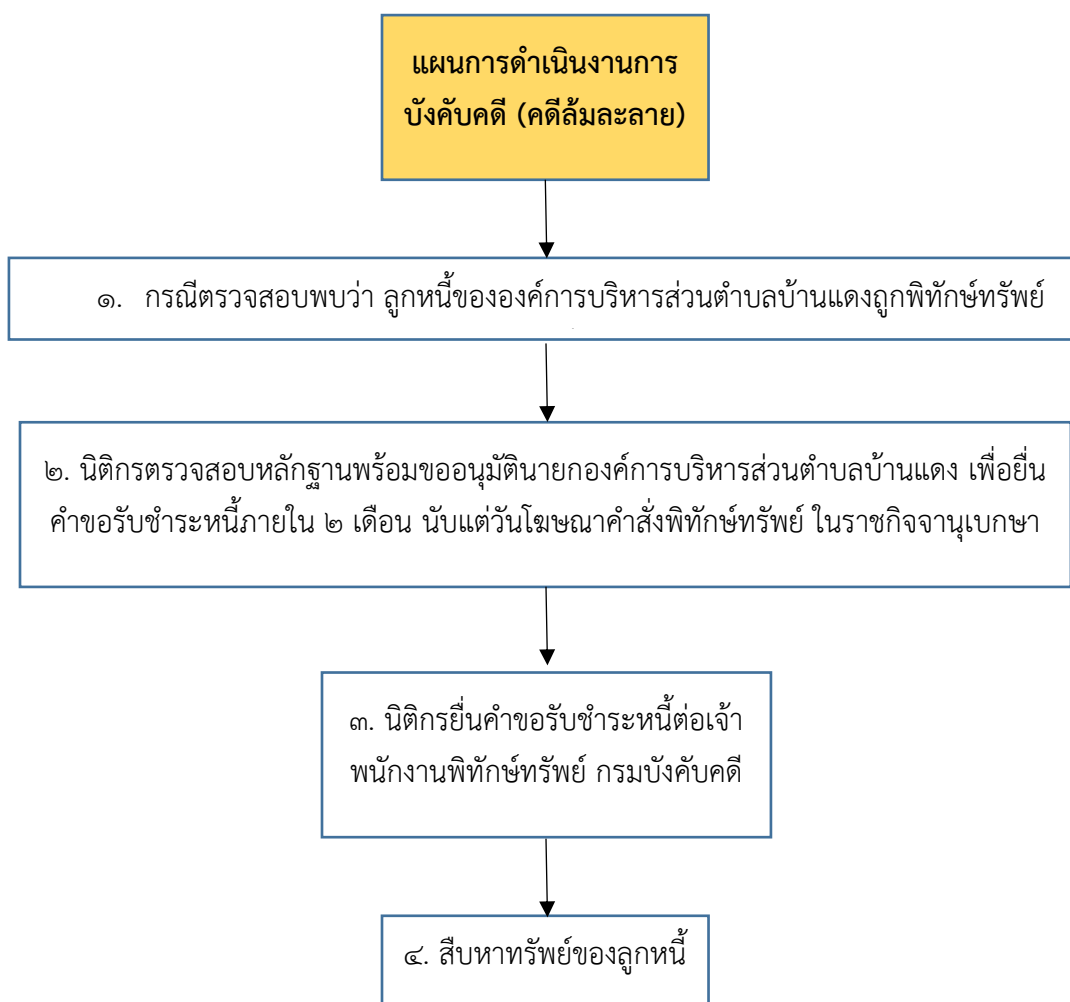 แผนการดำเนินงานการ
บังคับคดี (คดีล้มละลาย)
๑. กรณีตรวจสอบพบว่า ลูกหนี้ขององค์การบริหารส่วนตำบลบ้านแดงถูกพิทักษ์ทรัพย์
๒. นิติกรตรวจสอบหลักฐานพร้อมขออนุมัตินายกองค์การบริหารส่วนตำบลบ้านแดง เพื่อยื่น
คำขอรับชำระหนี้ภายใน ๒ เดือน นับแต่วันโฆษณาคำสั่งพิทักษ์ทรัพย์ ในราชกิจจานุเบกษา
๓. นิติกรยื่นคำขอรับชำระหนี้ต่อเจ้า
พนักงานพิทักษ์ทรัพย์ กรมบังคับคดี
๔. สืบหาทรัพย์ของลูกหนี้